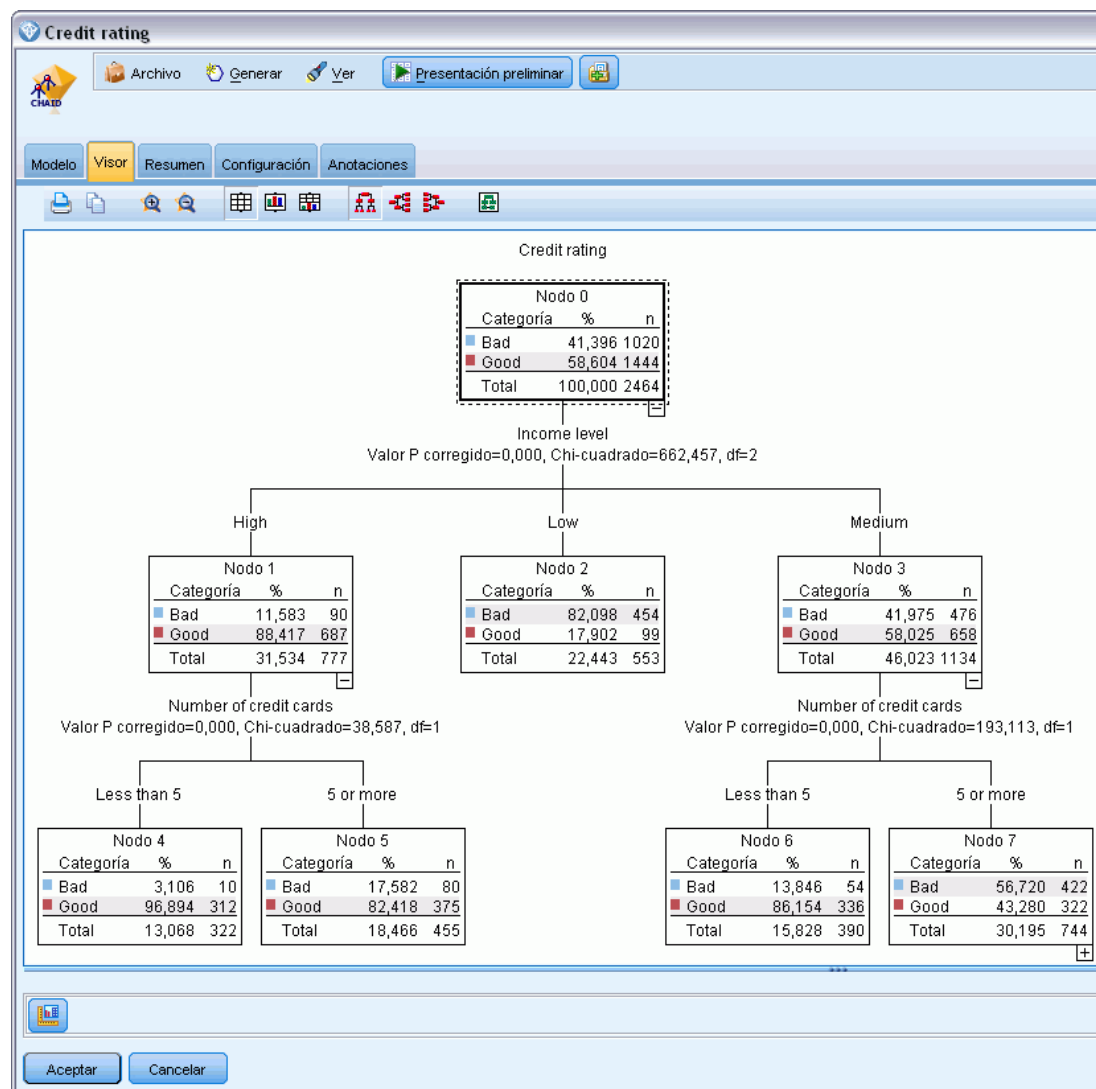 Credit rating
CHAID
Archivo Generar Ver Presentación preliminar
Modelo Visor Resumen Configuración Anotaciones
Credit rating
Nodo 0
Categoría % n
Bad 41,396 1020
Good 58,604 1444
Total 100,000 2464
Income level
Valor P corregido=0,000, Chi-cuadrado=662,457, df=2
High Low Medium
Nodo 1
Categoría % n
Bad 11,583 90
Good 88,417 687
Total 31,534 777
Nodo 2
Categoría % n
Bad 82,098 454
Good 17,902 99
Total 22,443 553
Nodo 3
Categoría % n
Bad 41,975 476
Good 58,025 658
Total 46,023 1134
Number of credit cards
Valor P corregido=0,000, Chi-cuadrado=38,587, df=1
Number of credit cards
Valor P corregido=0,000, Chi-cuadrado=193,113, df=1
Less than 5 5 or more Less than 5 5 or more
Nodo 4
Categoría % n
Bad 3,106 10
Good 96,894 312
Total 13,068 322
Nodo 5
Categoría % n
Bad 17,582 80
Good 82,418 375
Total 18,466 455
Nodo 6
Categoría % n
Bad 13,846 54
Good 86,154 336
Total 15,828 390
Nodo 7
Categoría % n
Bad 56,720 422
Good 43,280 322
Total 30,195 744
Aceptar Cancelar